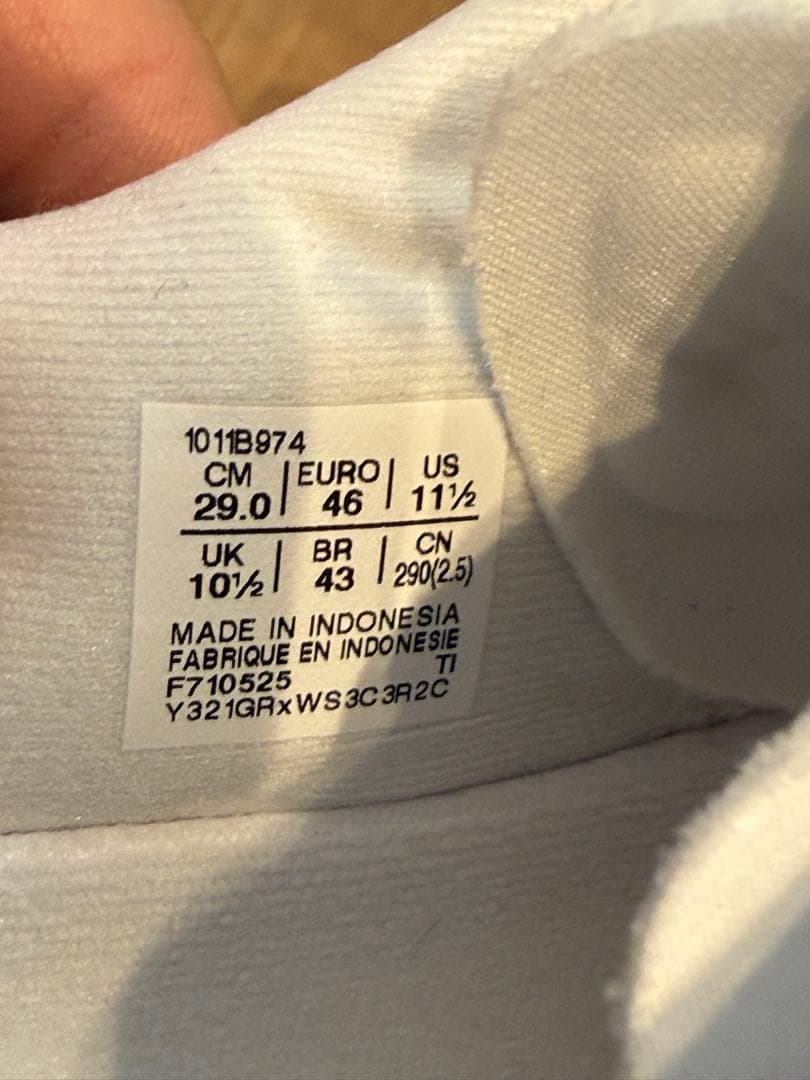 1011B974
CM | EURO | US
29.0 | 46 | 11½
UK | BR | CN
10½ | 43 | 290(2.5)
MADE IN INDONESIA
FABRIQUE EN INDONESIE
F710525 TI
Y321GRxWS3C3R2C